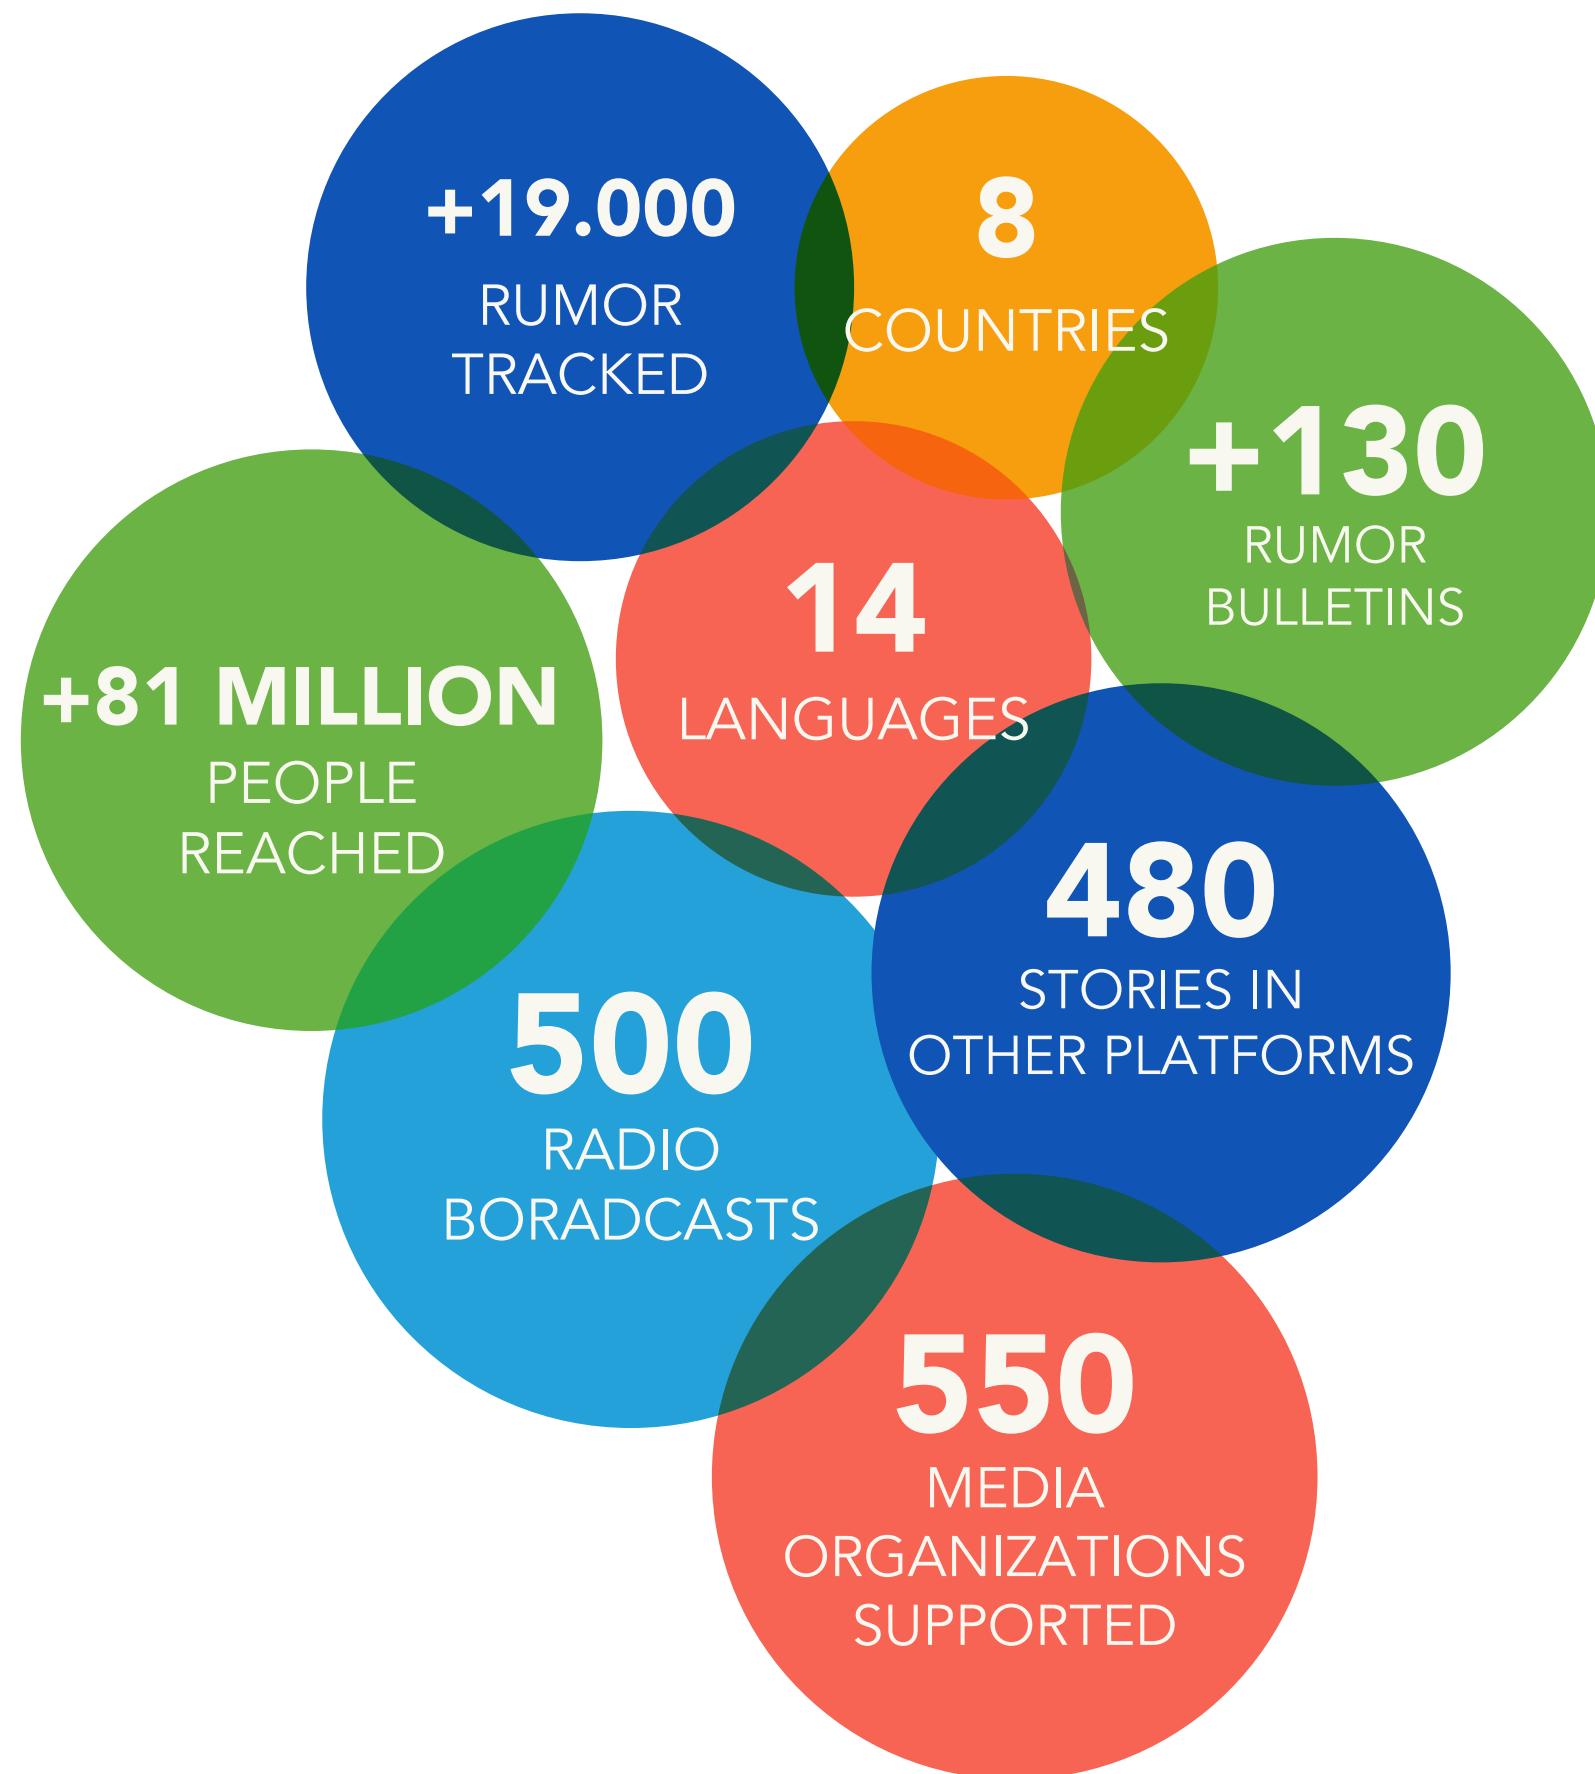 +19.000
RUMOR
TRACKED
8
COUNTRIES
+130
RUMOR
BULLETINS
14
LANGUAGES
+81 MILLION
PEOPLE
REACHED
480
STORIES IN
OTHER PLATFORMS
500
RADIO
BORADCASTS
550
MEDIA
ORGANIZATIONS
SUPPORTED